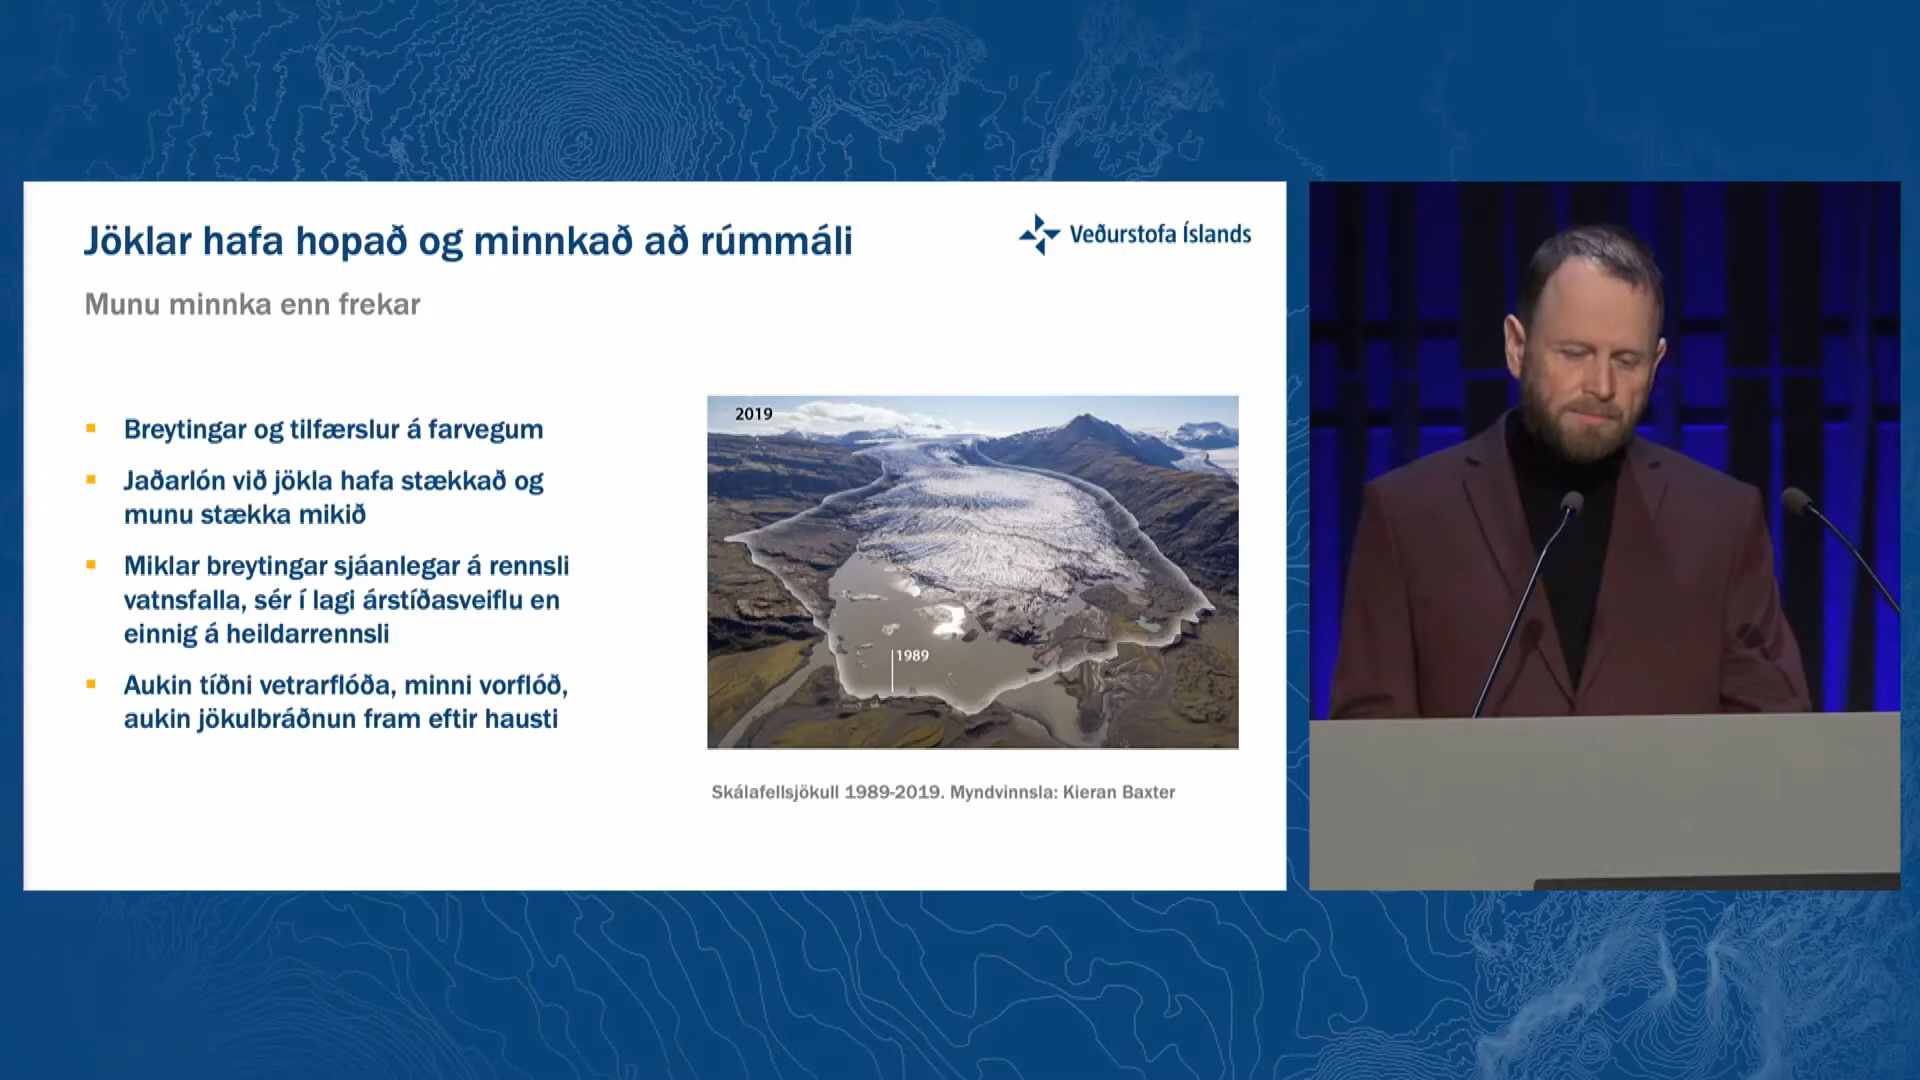 Jöklar hafa hopað og minnkað að rúmmáli
Veðurstofa Íslands
Munu minnka enn frekar
Breytingar og tilfærslur á farvegum
Jaðarlón við jökla hafa stækkað og
munu stækka mikið
Miklar breytingar sjáanlegar á rennsli
vatnsfalla, sér í lagi árstíðasveiflu en
einnig á heildarrennsli
Aukin tíðni vetrarflóða, minni vorflóð,
aukin jökulbráðnun fram eftir hausti
2019
1989
Skálafellsjökull 1989-2019. Myndvinnsla: Kieran Baxter